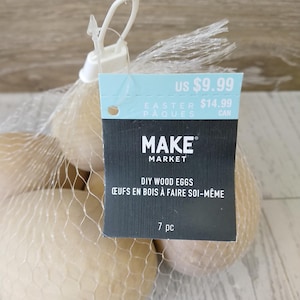 US $9.99
EASTER $14.99
PÂQUES CAN
MAKE®
MARKET
DIY WOOD EGGS
ŒUFS EN BOIS À FAIRE SOI-MÊME
7 pc